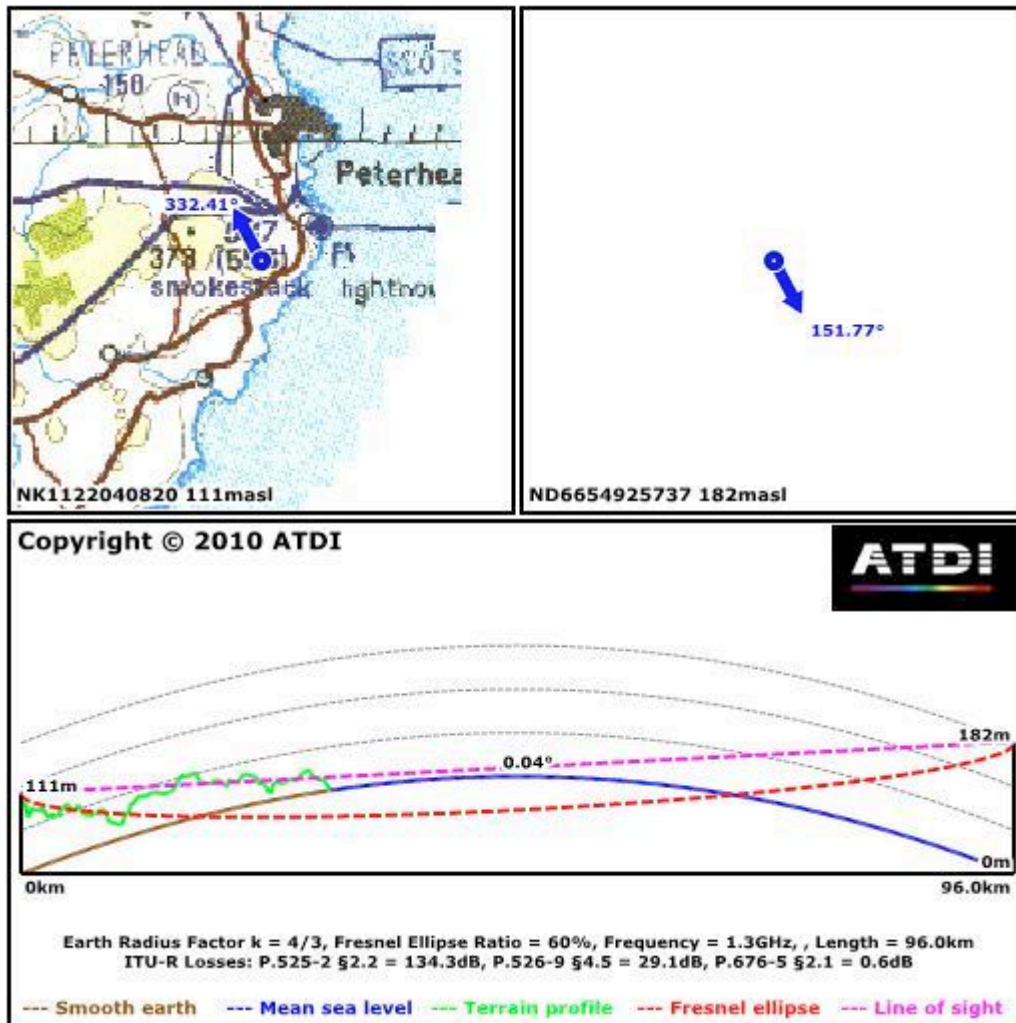 PETERHEAD
150
H
SCOTS
Peterhea
332.41°
373
smokestack
lighthou
NK1122040820 111masl
151.77°
ND6654925737 182masl
Copyright © 2010 ATDI
ATDI
182m
0.04°
111m
0m
0km
96.0km
Earth Radius Factor k = 4/3, Fresnel Ellipse Ratio = 60%, Frequency = 1.3GHz, , Length = 96.0km
ITU-R Losses: P.525-2 §2.2 = 134.3dB, P.526-9 §4.5 = 29.1dB, P.676-5 §2.1 = 0.6dB
--- Smooth earth --- Mean sea level --- Terrain profile --- Fresnel ellipse --- Line of sight